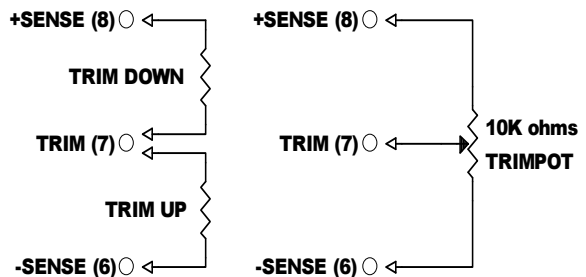 +SENSE (8)
TRIM DOWN
TRIM (7)
TRIM UP
-SENSE (6)
+SENSE (8)
TRIM (7)
10K ohms
TRIMPOT
-SENSE (6)